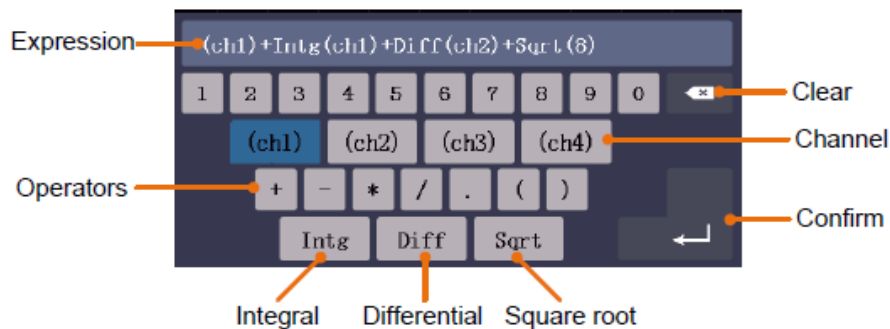 Expression (ch1)+Intg(ch1)+Diff(ch2)+Sqrt(8)
1 2 3 4 5 6 7 8 9 0 Clear
(ch1) (ch2) (ch3) (ch4) Channel
Operators + - * / . ( )
Confirm
Intg Diff Sqrt
Integral Differential Square root